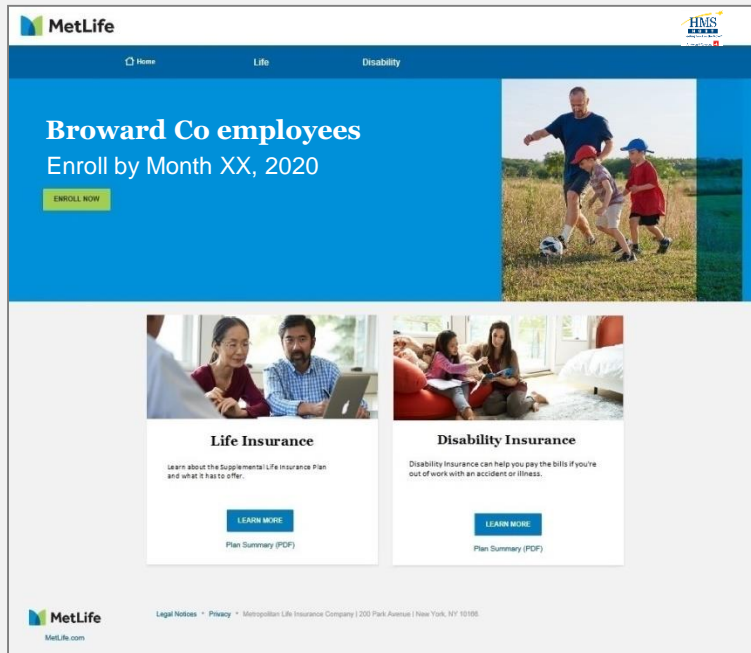 MetLife
HMS
HOST
Home
Life
Disability
Broward Co employees
Enroll by Month XX, 2020
ENROLL NOW
Life Insurance
Learn about the Supplemental Life Insurance Plan
and what it has to offer.
LEARN MORE
Plan Summary (PDF)
Disability Insurance
Disability Insurance can help you pay the bills if you're
out of work with an accident or illness.
LEARN MORE
Plan Summary (PDF)
MetLife
MetLife.com
Legal Notices • Privacy • Metropolitan Life Insurance Company | 200 Park Avenue | New York, NY 10166